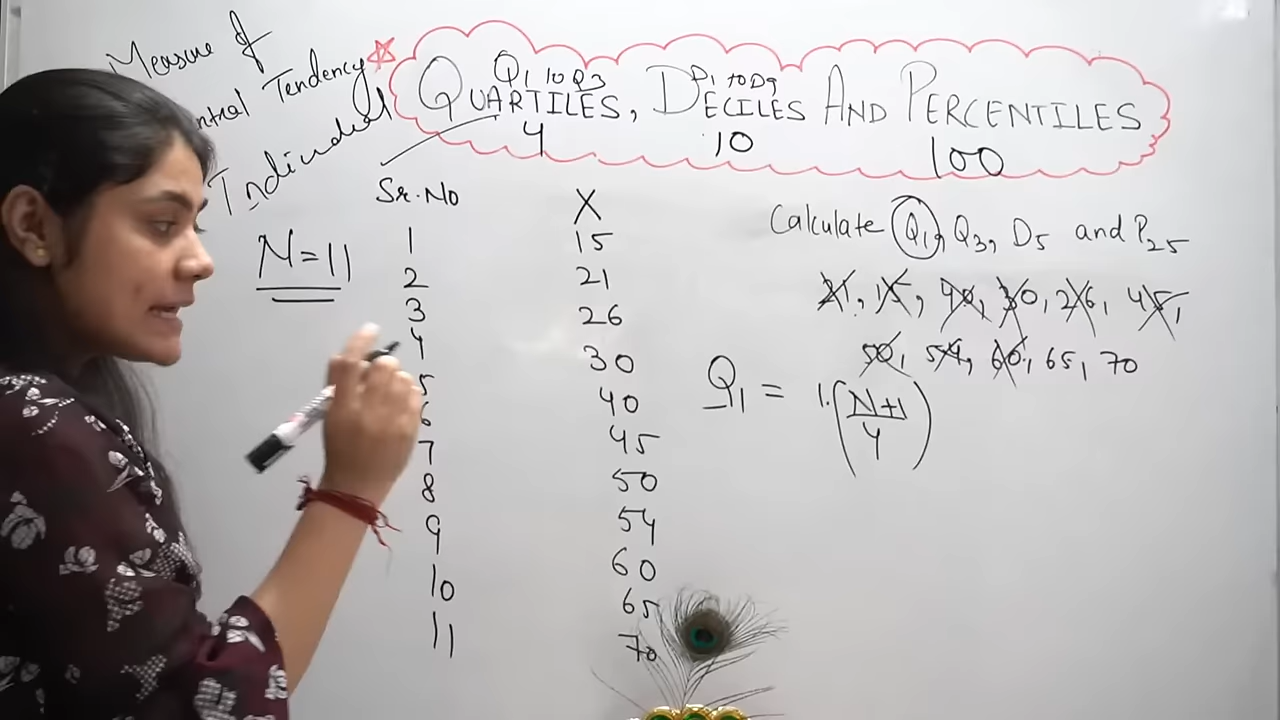 Measure of
Central Tendency
Individual
Q1 to Q3 D1 to D9
QUARTILES, DECILES AND PERCENTILES
4 10 100
Sr. No X
N=11
1 15
2 21
3 26
4 30
5 40
6 45
7 50
8 54
9 60
10 65
11 70
Calculate Q1, Q3, D5 and P25
21, 15, 40, 30, 26, 45,
50, 54, 60, 65, 70
Q1 = 1.(N+1/4)